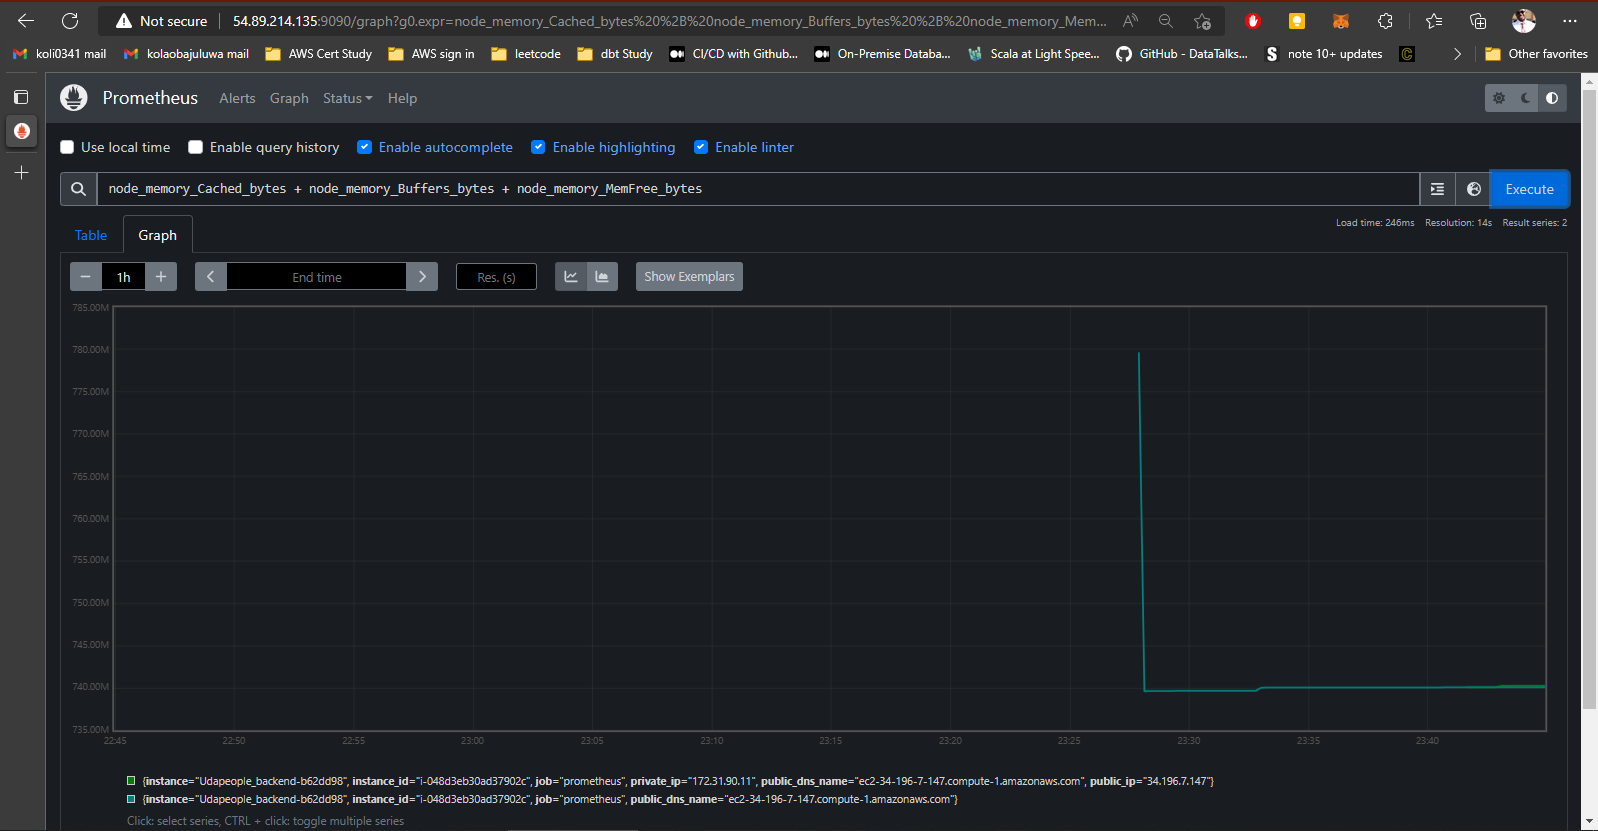 Not secure 54.89.214.135:9090/graph?g0.expr=node_memory_Cached_bytes%20%2B%20node_memory_Buffers_bytes%20%2B%20node_memory_Mem...
koli0341 mail kolaobajuluwa mail AWS Cert Study AWS sign in leetcode dbt Study CI/CD with Github... On-Premise Databa... Scala at Light Spee... GitHub - DataTalks... note 10+ updates Other favorites
Prometheus Alerts Graph Status Help
Use local time Enable query history Enable autocomplete Enable highlighting Enable linter
node_memory_Cached_bytes + node_memory_Buffers_bytes + node_memory_MemFree_bytes Execute
Load time: 246ms Resolution: 14s Result series: 2
Table Graph
− 1h + End time Res. (s) Show Exemplars
785.00M
780.00M
775.00M
770.00M
765.00M
760.00M
755.00M
750.00M
745.00M
740.00M
735.00M
22:45 22:50 22:55 23:00 23:05 23:10 23:15 23:20 23:25 23:30 23:35 23:40
{instance="Udapeople_backend-b62dd98", instance_id="i-048d3eb30ad37902c", job="prometheus", private_ip="172.31.90.11", public_dns_name="ec2-34-196-7-147.compute-1.amazonaws.com", public_ip="34.196.7.147"}
{instance="Udapeople_backend-b62dd98", instance_id="i-048d3eb30ad37902c", job="prometheus", public_dns_name="ec2-34-196-7-147.compute-1.amazonaws.com"}
Click: select series, CTRL + click: toggle multiple series